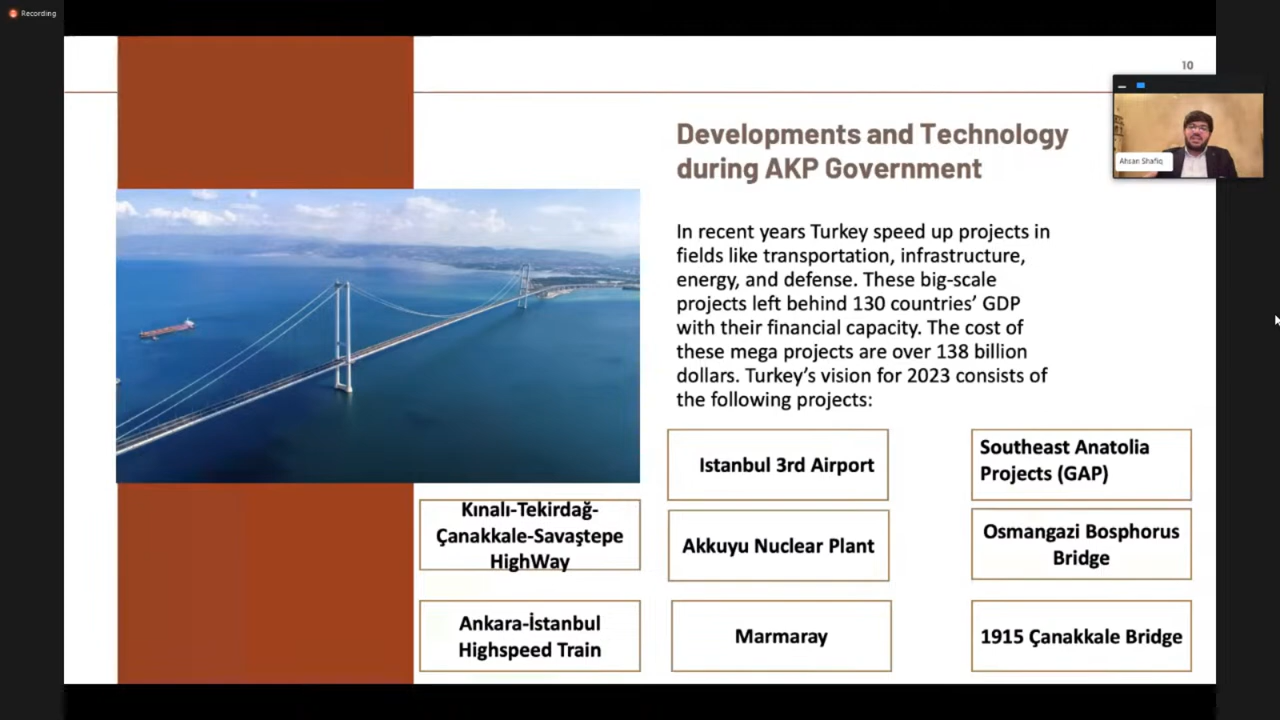 Recording
10
Ahsan Shafiq
Developments and Technology
during AKP Government
In recent years Turkey speed up projects in
fields like transportation, infrastructure,
energy, and defense. These big-scale
projects left behind 130 countries’ GDP
with their financial capacity. The cost of
these mega projects are over 138 billion
dollars. Turkey’s vision for 2023 consists of
the following projects:
Istanbul 3rd Airport
Southeast Anatolia
Projects (GAP)
Kınalı-Tekirdağ-
Çanakkale-Savaştepe
HighWay
Akkuyu Nuclear Plant
Osmangazi Bosphorus
Bridge
Ankara-İstanbul
Highspeed Train
Marmaray
1915 Çanakkale Bridge